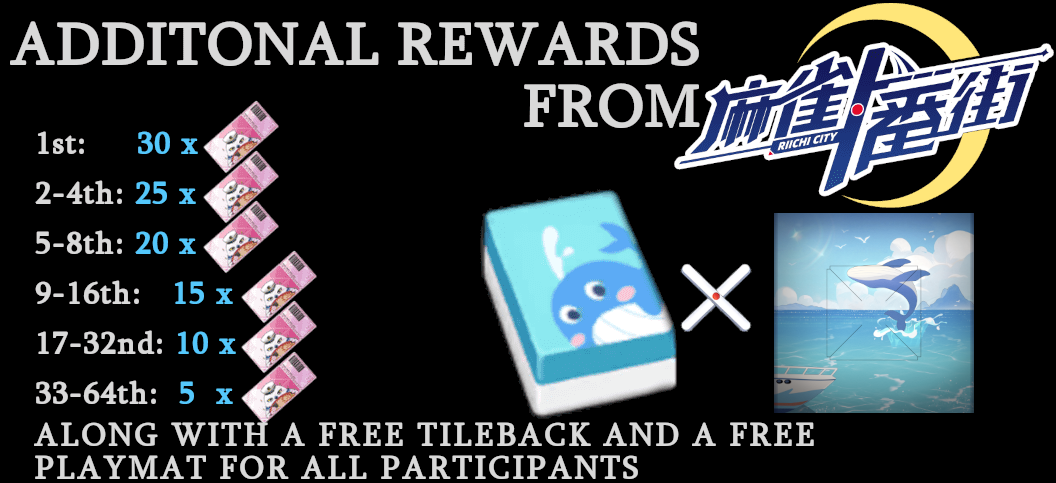 ADDITONAL REWARDS
FROM
麻雀一番街
RIICHI CITY
1st: 30 x
2-4th: 25 x
5-8th: 20 x
9-16th: 15 x
17-32nd: 10 x
33-64th: 5 x
ALONG WITH A FREE TILEBACK AND A FREE
PLAYMAT FOR ALL PARTICIPANTS